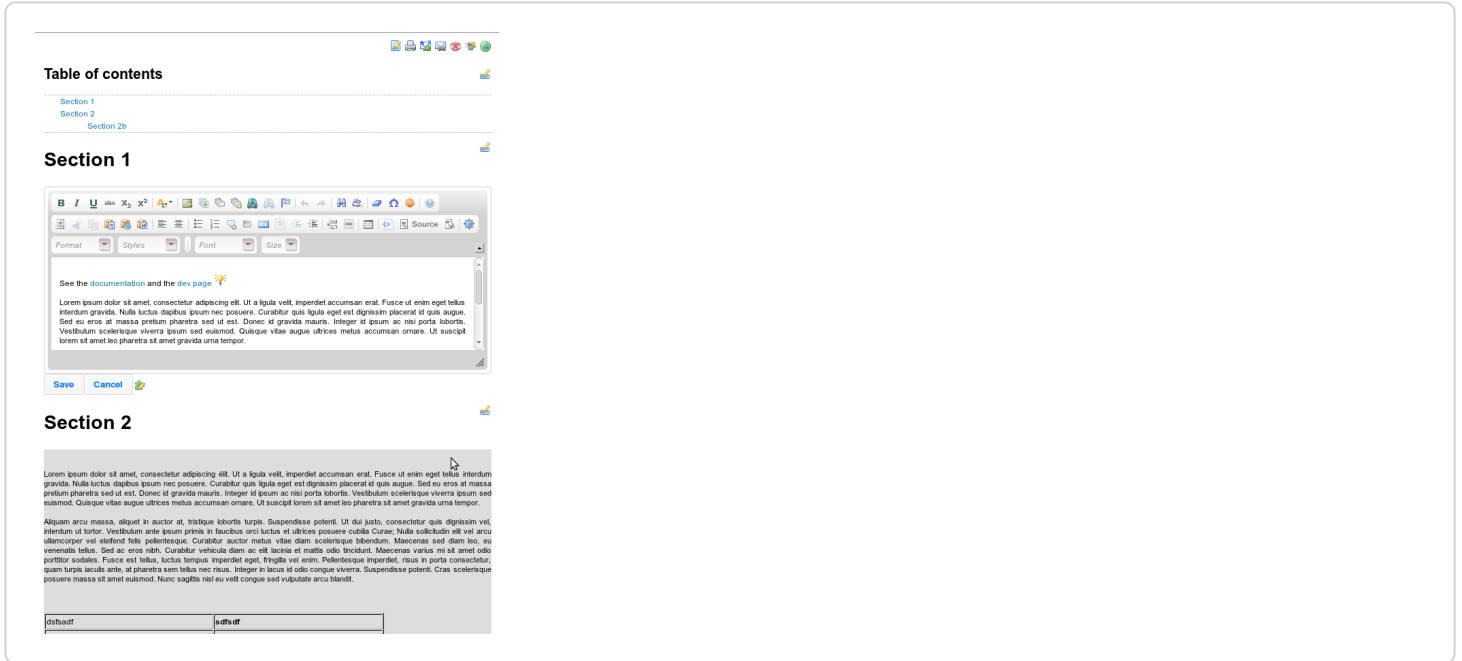 Table of contents
Section 1
Section 2
Section 2b
Section 1
B I U abc X₂ X² A
Source
Format Styles Font Size
See the documentation and the dev page
Lorem ipsum dolor sit amet, consectetur adipiscing elit. Ut a ligula velit, imperdiet accumsan erat. Fusce ut enim eget tellus
interdum gravida. Nulla luctus dapibus ipsum nec posuere. Curabitur quis ligula eget est dignissim placerat id quis augue.
Sed eu eros at massa pretium pharetra sed ut est. Donec id gravida mauris. Integer id ipsum ac nisi porta lobortis.
Vestibulum scelerisque viverra ipsum sed euismod. Quisque vitae augue ultrices metus accumsan ornare. Ut suscipit
lorem sit amet leo pharetra sit amet gravida urna tempor.
Save Cancel
Section 2
Lorem ipsum dolor sit amet, consectetur adipiscing élit. Ut a ligula velit, imperdiet accumsan erat. Fusce ut enim eget tellus interdum
gravida. Nulla luctus dapibus ipsum nec posuere. Curabitur quis ligula eget est dignissim placerat id quis augue. Sed eu eros at massa
pretium pharetra sed ut est. Donec id gravida mauris. Integer id ipsum ac nisi porta lobortis. Vestibulum scelerisque viverra ipsum sed
euismod. Quisque vitae augue ultrices metus accumsan ornare. Ut suscipit lorem sit amet leo pharetra sit amet gravida urna tempor.
Aliquam arcu massa, aliquet in auctor at, tristique lobortis turpis. Suspendisse potenti. Ut dui justo, consectetur quis dignissim vel,
interdum ut tortor. Vestibulum ante ipsum primis in faucibus orci luctus et ultrices posuere cubilia Curae; Nulla sollicitudin elit vel arcu
ullamcorper vel eleifend felis pellentesque. Curabitur auctor metus vitae diam scelerisque bibendum. Maecenas sed diam leo, eu
venenatis tellus. Sed ac eros nibh. Curabitur vehicula diam ac elit lacinia et mattis odio tincidunt. Maecenas varius mi sit amet odio
porttitor sodales. Fusce est tellus, luctus tempus imperdiet eget, fringilla vel enim. Pellentesque imperdiet, risus in porta consectetur,
quam turpis iaculis ante, at pharetra sem tellus nec risus. Integer in lacus id odio congue viverra. Suspendisse potenti. Cras scelerisque
posuere massa sit amet euismod. Nunc sagittis nisl eu velit congue sed vulputate arcu blandit.
dsfsadf sdfsdf